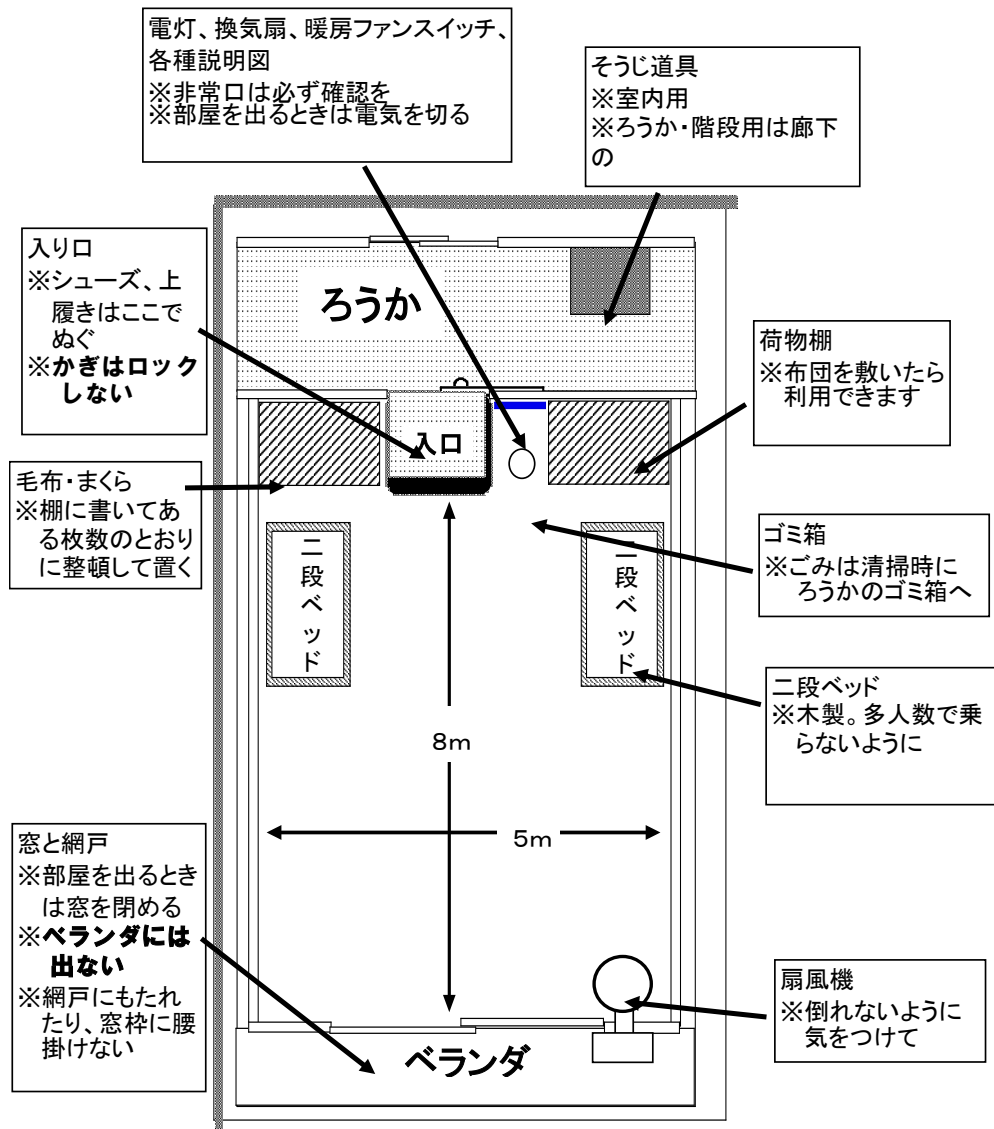 電灯、換気扇、暖房ファンスイッチ、
各種説明図
※非常口は必ず確認を
※部屋を出るときは電気を切る
そうじ道具
※室内用
※ろうか・階段用は廊下
の
入り口
※シューズ、上
履きはここで
ぬぐ
※かぎはロック
しない
ろうか
荷物棚
※布団を敷いたら
利用できます
入口
毛布・まくら
※棚に書いてあ
る枚数のとおり
に整頓して置く
ゴミ箱
※ごみは清掃時に
ろうかのゴミ箱へ
二段ベッド
二段ベッド
二段ベッド
※木製。多人数で乗
らないように
8m
5m
窓と網戸
※部屋を出るとき
は窓を閉める
※ベランダには
出ない
※網戸にもたれ
たり、窓枠に腰
掛けない
扇風機
※倒れないように
気をつけて
ベランダ